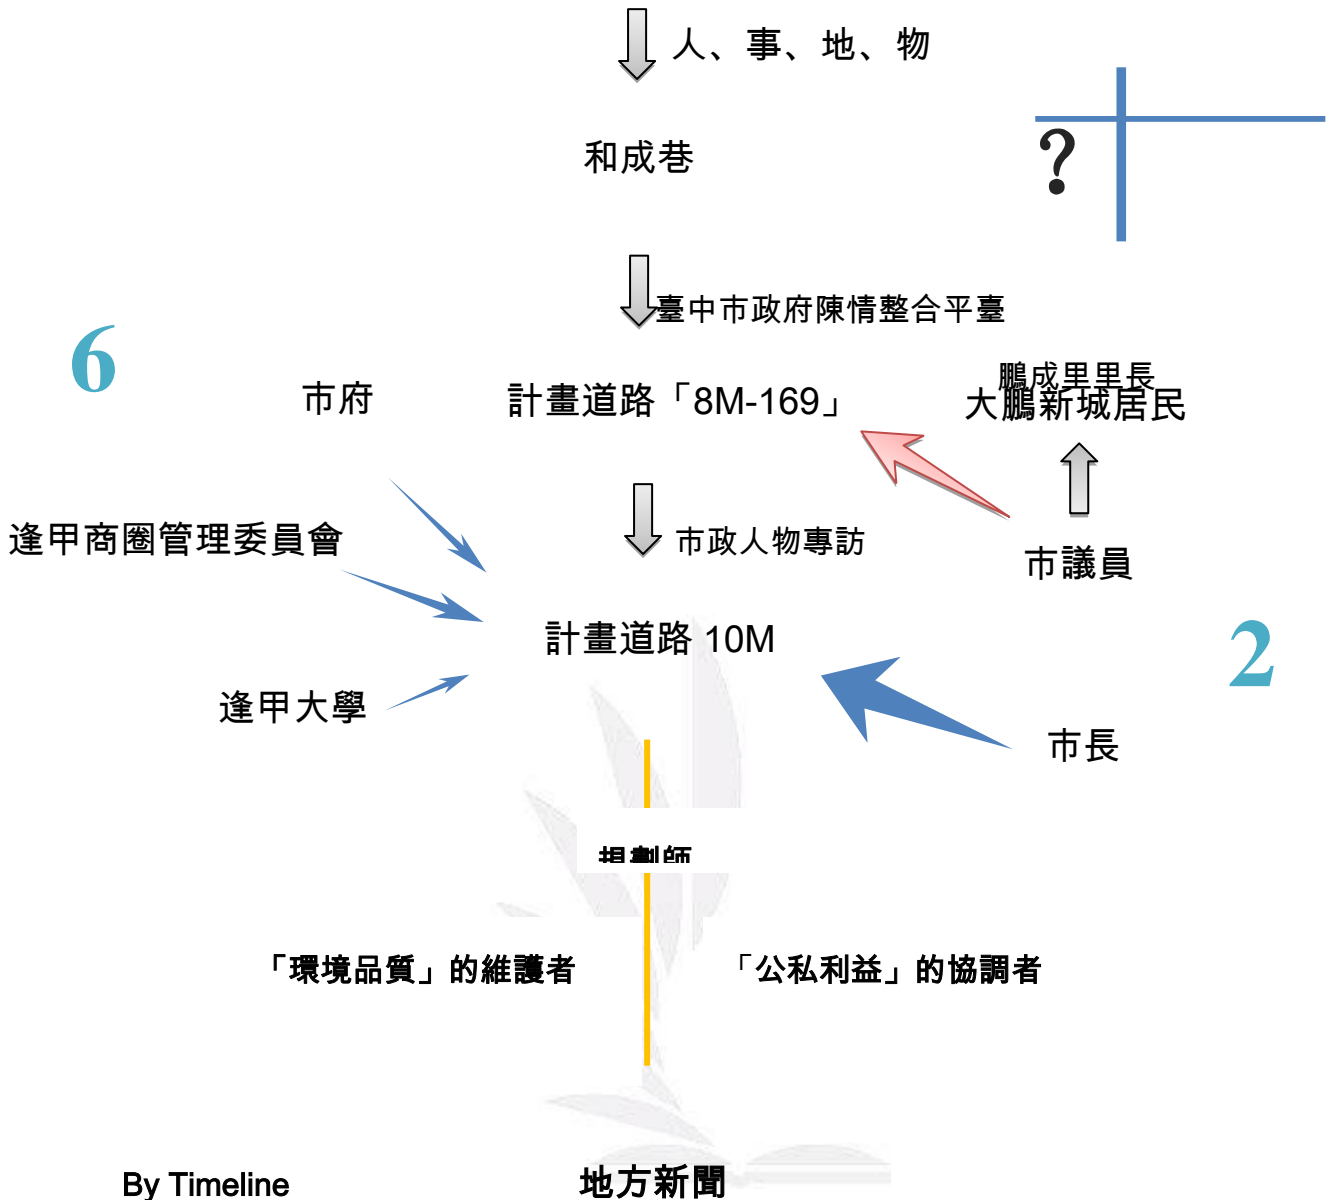 人、事、地、物
和成巷
?
臺中市政府陳情整合平臺
6
鵬成里里長
市府
計畫道路「8M-169」
大鵬新城居民
逢甲商圈管理委員會
市政人物專訪
市議員
計畫道路 10M
2
逢甲大學
市長
規劃師
「環境品質」的維護者
「公私利益」的協調者
By Timeline
地方新聞